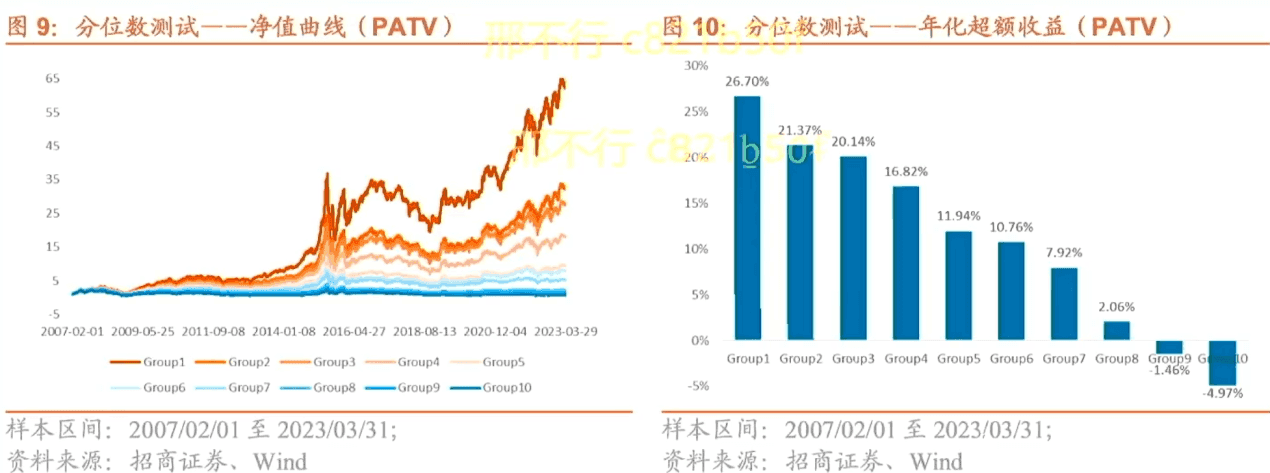 图 9：分位数测试——净值曲线（PATV）
65
55
45
35
25
15
5
-5
2007-02-01 2009-05-25 2011-09-08 2014-01-08 2016-04-27 2018-08-13 2020-12-04 2023-03-29
Group1 Group2 Group3 Group4 Group5
Group6 Group7 Group8 Group9 Group10
样本区间：2007/02/01 至 2023/03/31;
资料来源：招商证券、Wind
图 10：分位数测试——年化超额收益（PATV）
邢不行 c821b50f
30%
25%
20%
15%
10%
5%
0%
-5%
26.70%
21.37%
20.14%
16.82%
11.94%
10.76%
7.92%
2.06%
-1.46%
-4.97%
邢不行 c821b50f
Group1 Group2 Group3 Group4 Group5 Group6 Group7 Group8 Group9 Group10
样本区间：2007/02/01 至 2023/03/31;
资料来源：招商证券、Wind